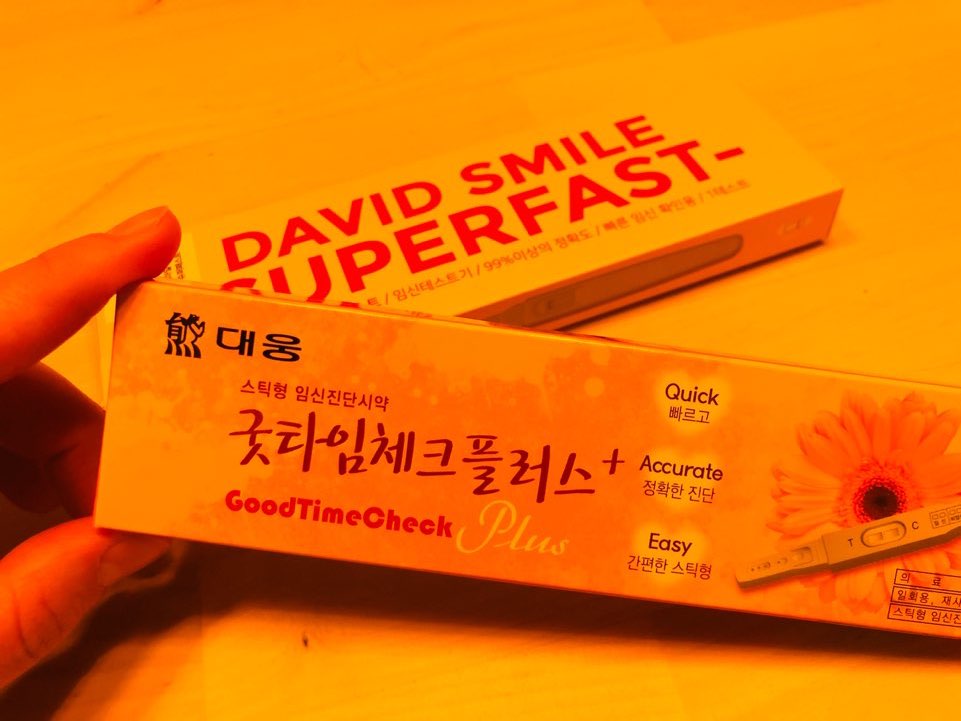 DAVID SMILE
SUPERFAST-
임신테스트기 / 99%이상의 정확도 / 빠른 임신 확인용 / 1테스트
대웅
스틱형 임신진단시약
굿타임체크플러스+
GoodTimeCheck Plus
Quick
빠르고
Accurate
정확한 진단
Easy
간편한 스틱형
T C
의 료
일회용, 재사
스틱형 임신진